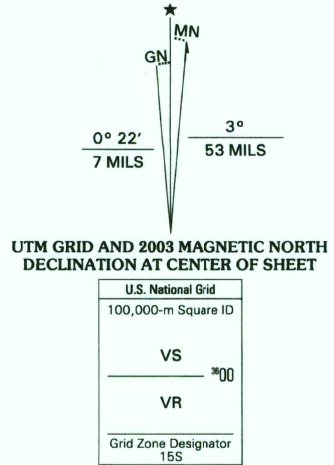 ★
MN
GN
0° 22′
7 MILS
3°
53 MILS
UTM GRID AND 2003 MAGNETIC NORTH
DECLINATION AT CENTER OF SHEET
U.S. National Grid
100,000-m Square ID
VS
³⁶00
VR
Grid Zone Designator
15S